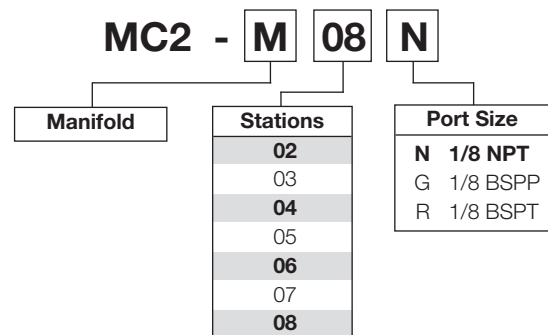 MC2 - M 08 N
Manifold
Stations
02
03
04
05
06
07
08
Port Size
N 1/8 NPT
G 1/8 BSPP
R 1/8 BSPT